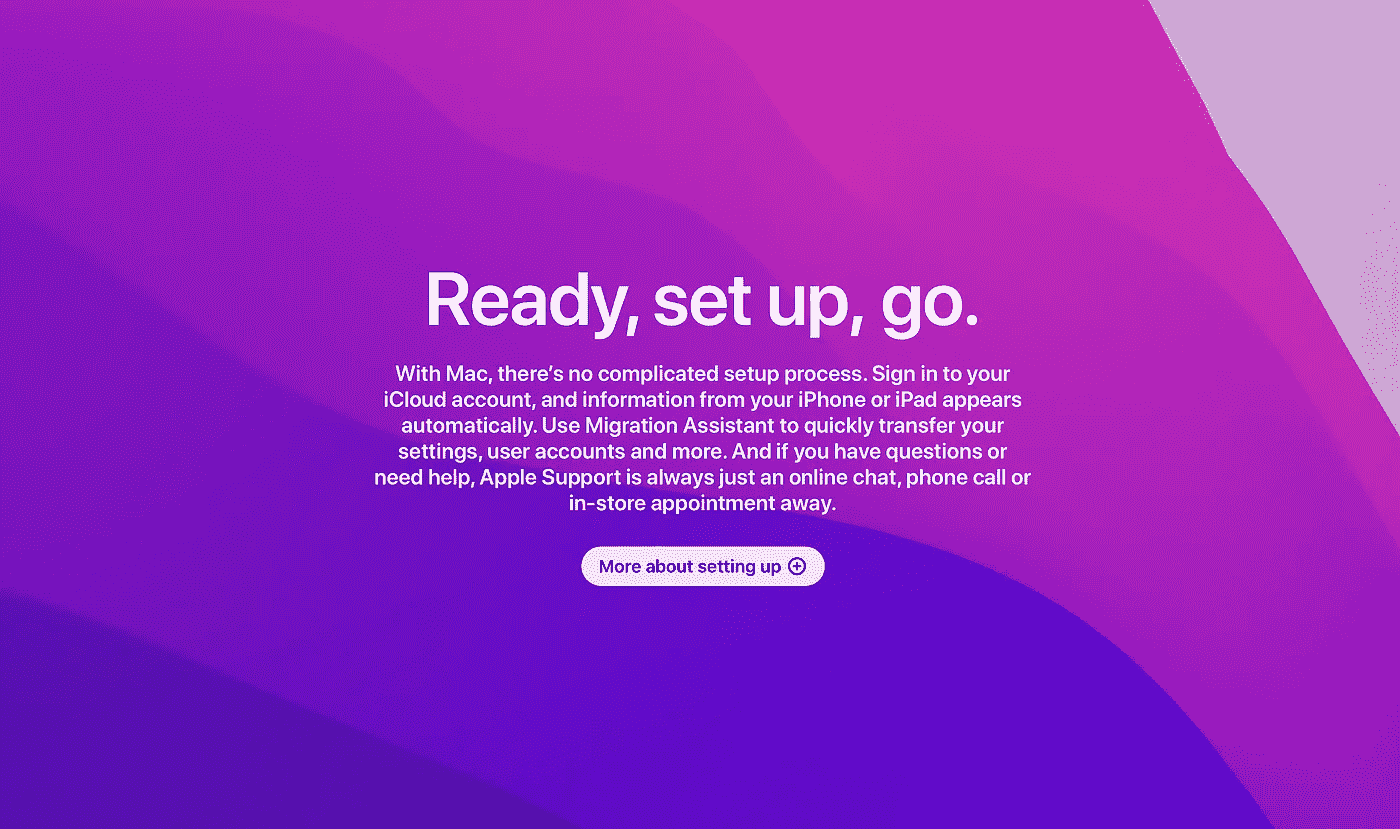 Ready, set up, go.
With Mac, there’s no complicated setup process. Sign in to your
iCloud account, and information from your iPhone or iPad appears
automatically. Use Migration Assistant to quickly transfer your
settings, user accounts and more. And if you have questions or
need help, Apple Support is always just an online chat, phone call or
in-store appointment away.
More about setting up